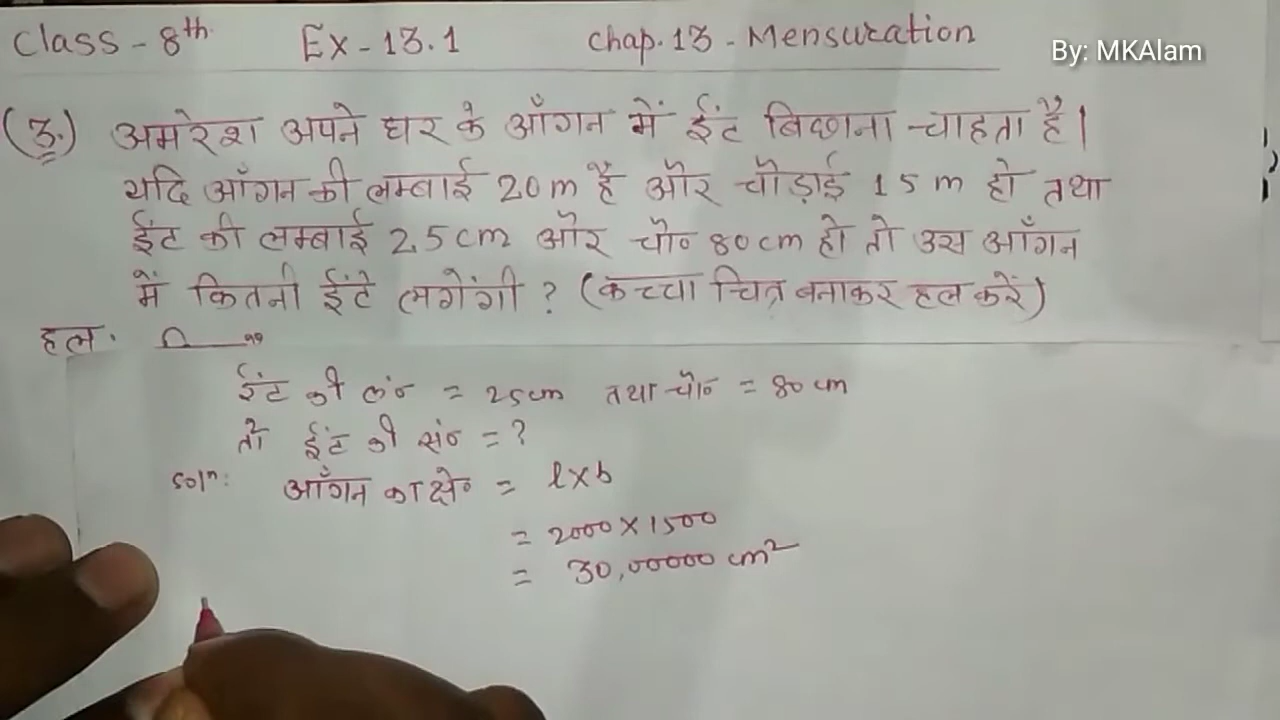 Class - 8th Ex - 13.1 Chap. 13 - Mensuration
By: MKAlam
(3.) अमरेश अपने घर के आँगन में ईंट बिछाना चाहता है।
यदि आँगन की लम्बाई 20 m है और चौड़ाई 15 m हो तथा
ईंट की लम्बाई 25 cm और चौ० 80 cm हो तो उस आँगन
में कितनी ईंटे लगेंगी ? (कच्चा चित्र बनाकर हल करें)
हल.
ईंट की लं० = 25 cm तथा चौ० = 80 cm
तो ईंट की सं० = ?
Soln: आँगन का क्षे० = l × b
= 2000 × 1500
= 30,00000 cm²